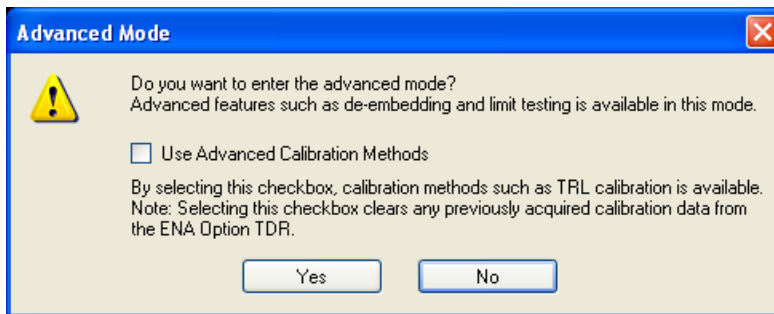 Advanced Mode
Do you want to enter the advanced mode?
Advanced features such as de-embedding and limit testing is available in this mode.
Use Advanced Calibration Methods
By selecting this checkbox, calibration methods such as TRL calibration is available.
Note: Selecting this checkbox clears any previously acquired calibration data from
the ENA Option TDR.
Yes
No